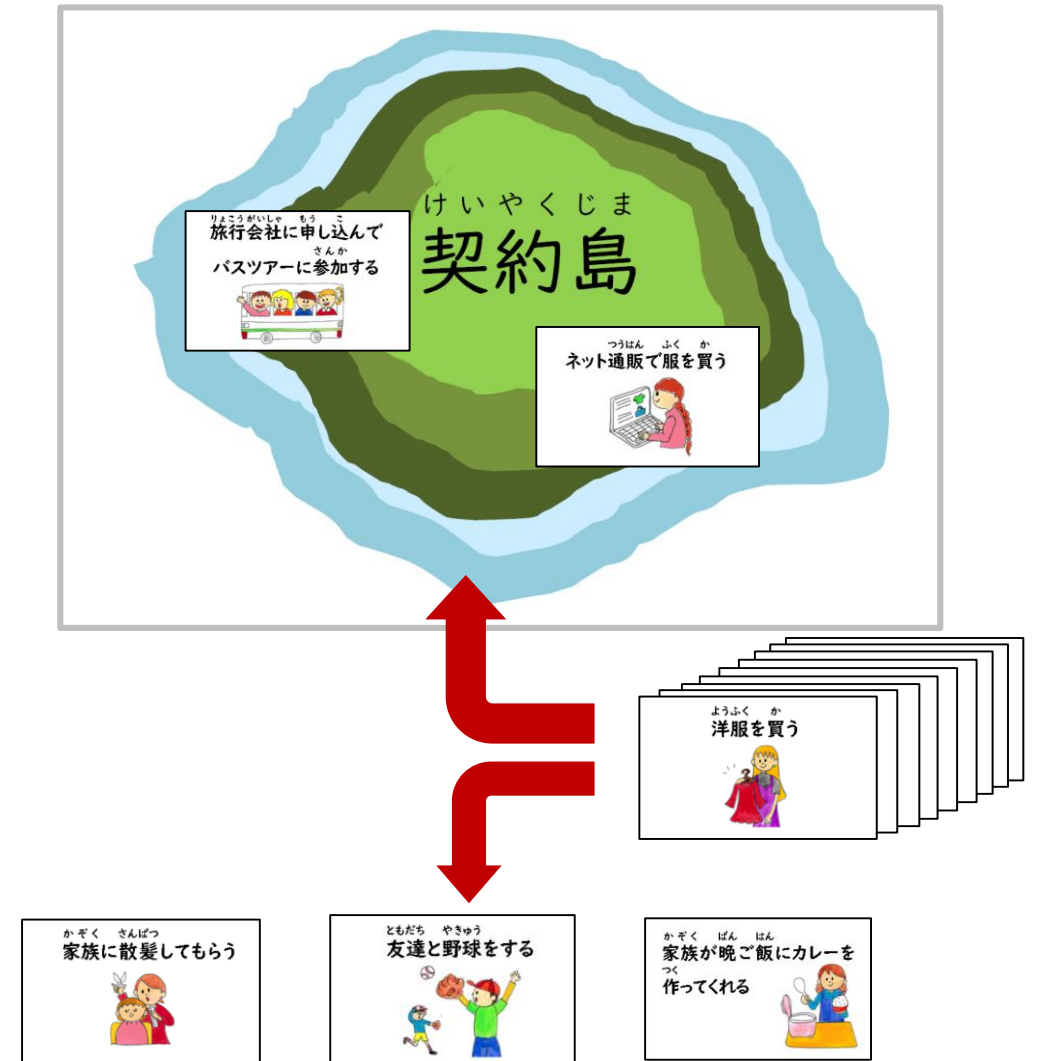 けいやくじま
契約島
りょこうがいしゃ もう こ
旅行会社に申し込んで
さんか
バスツアーに参加する
つうはん ふく か
ネット通販で服を買う
ようふく か
洋服を買う
かぞく さんぱつ
家族に散髪してもらう
ともだち やきゅう
友達と野球をする
かぞく ばん はん
家族が晩ご飯にカレーを
つく
作ってくれる